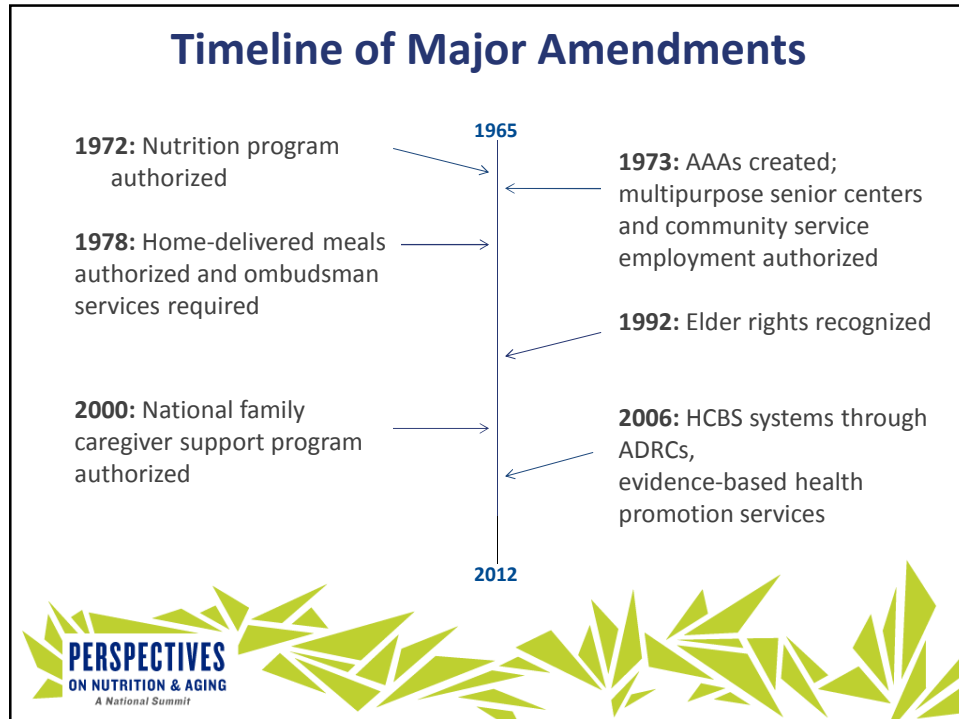 Timeline of Major Amendments
1965
1972: Nutrition program
authorized
1973: AAAs created;
multipurpose senior centers
and community service
employment authorized
1978: Home-delivered meals
authorized and ombudsman
services required
1992: Elder rights recognized
2000: National family
caregiver support program
authorized
2006: HCBS systems through
ADRCs,
evidence-based health
promotion services
2012
PERSPECTIVES
ON NUTRITION & AGING
A National Summit